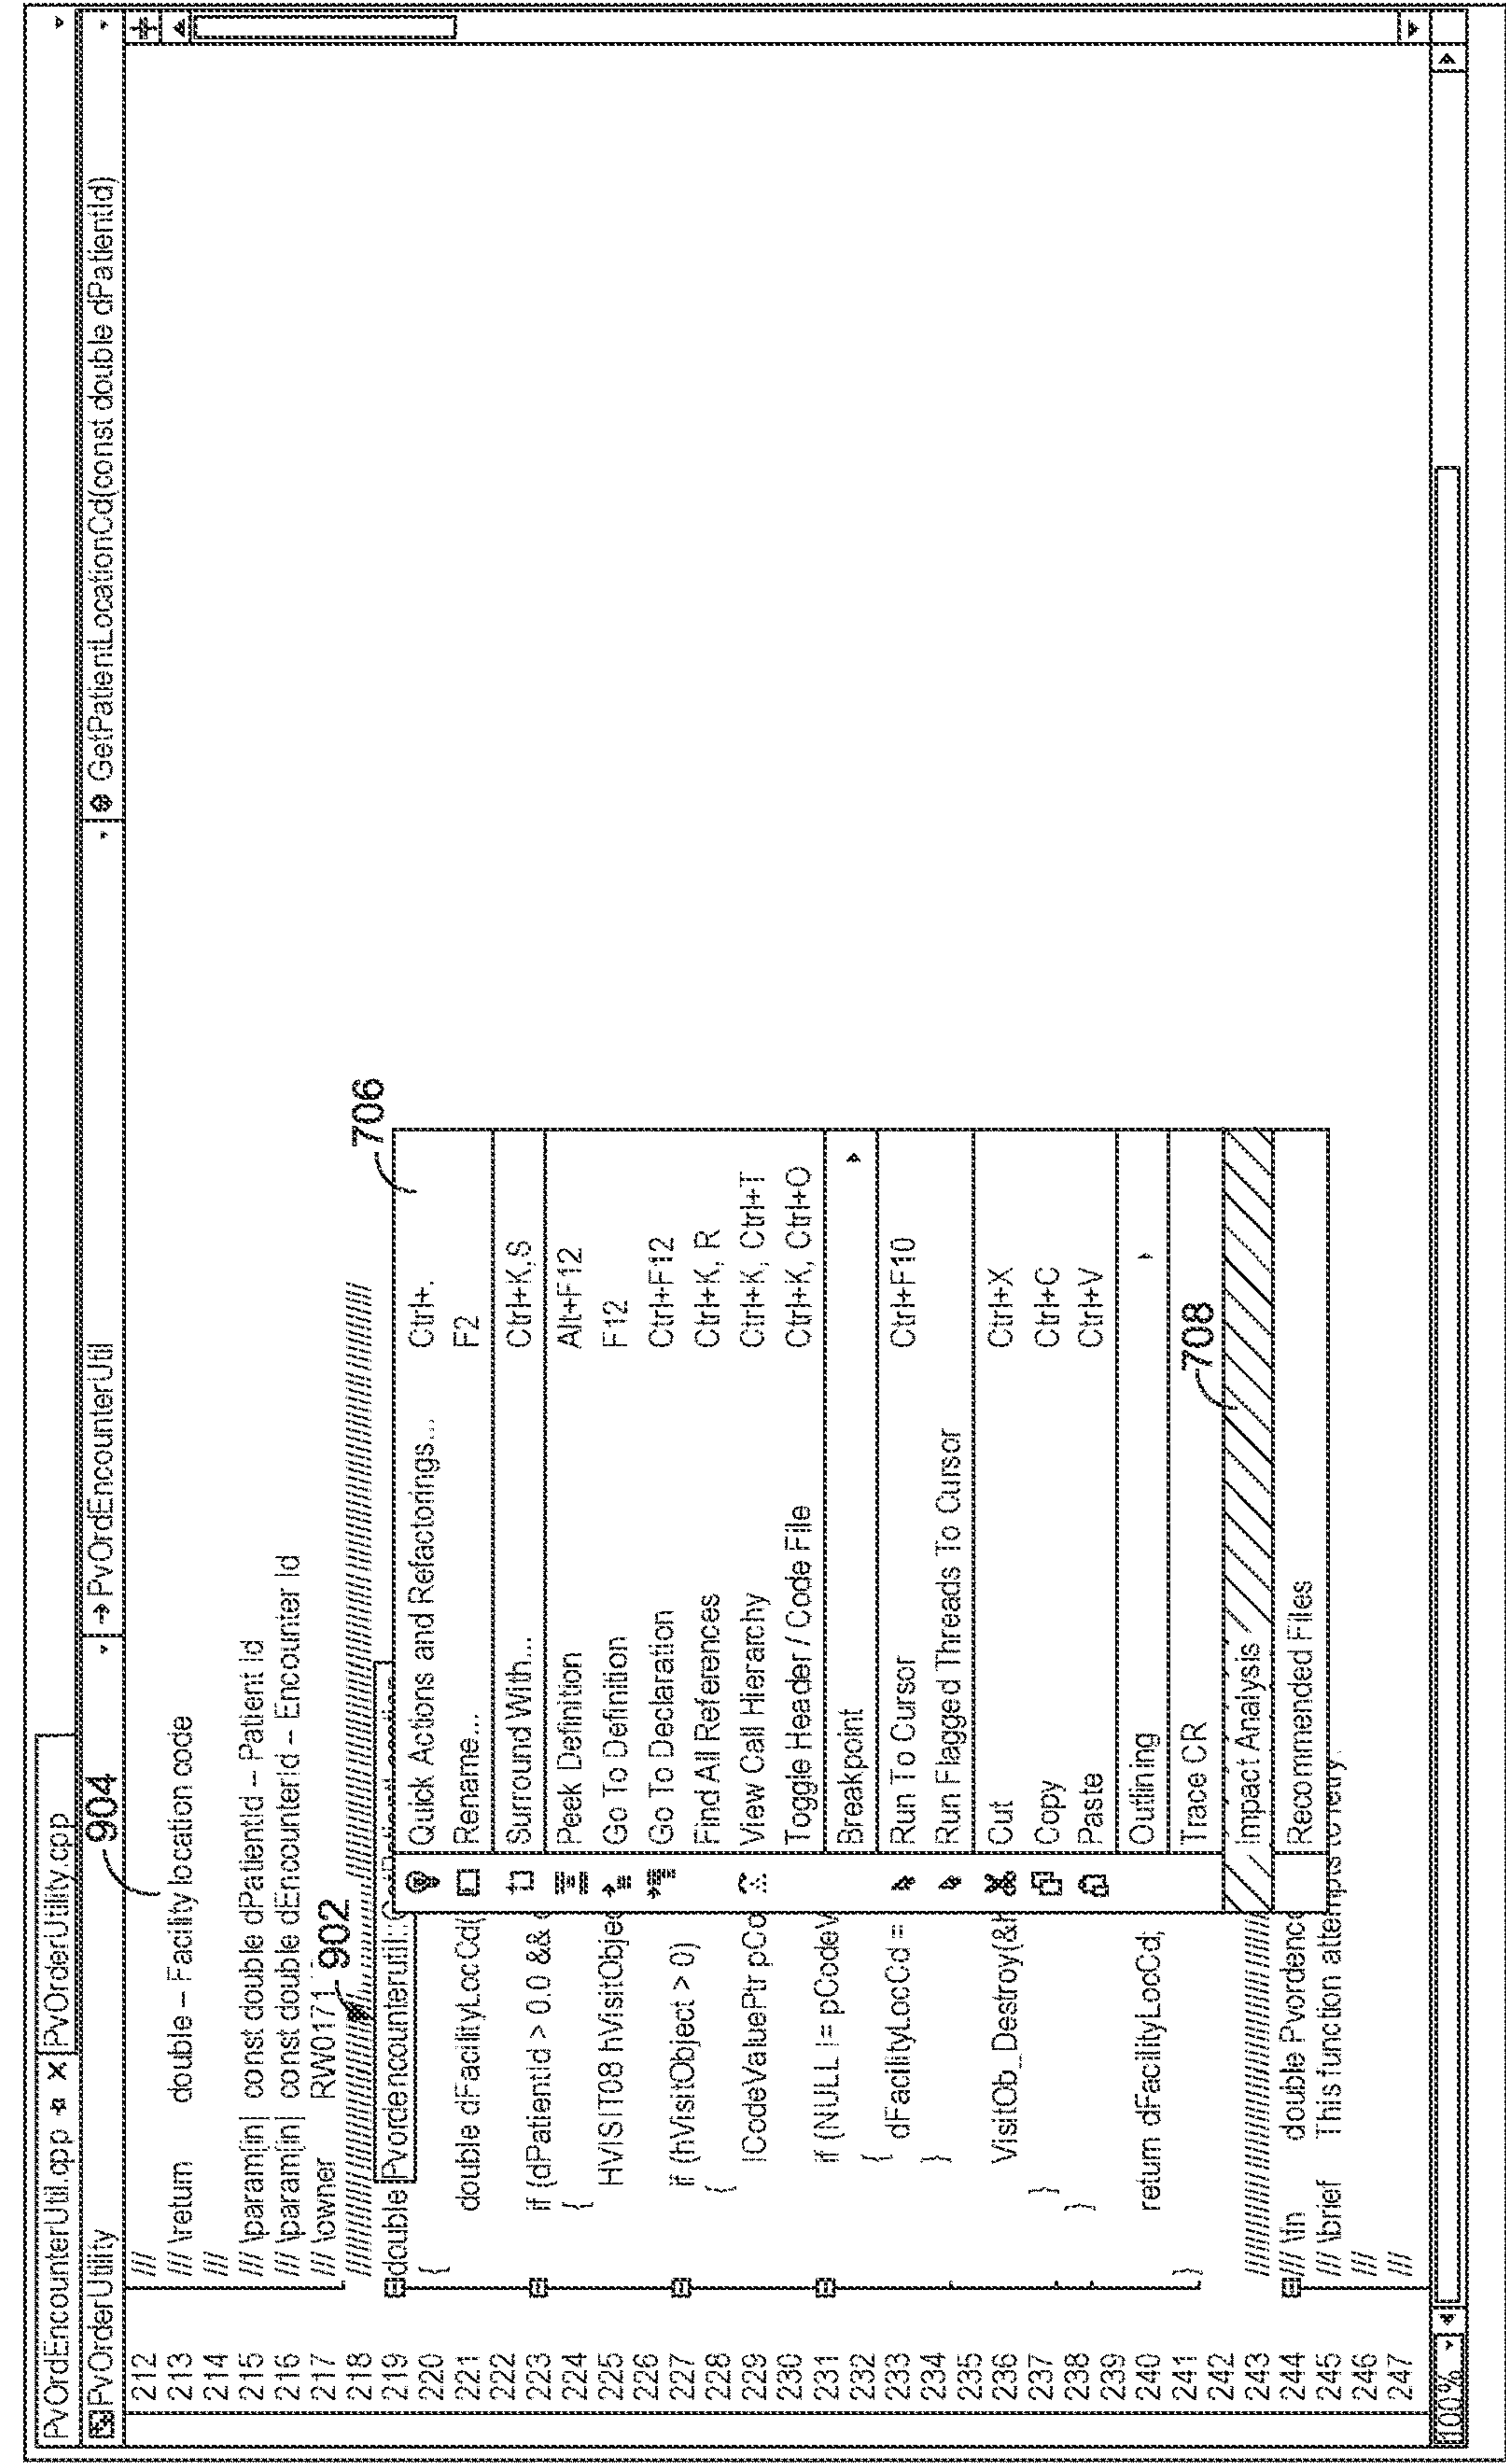 PvOrdEncounterUtil.cpp PvOrderUtility.cpp
PvOrderUtility → PvOrdEncounterUtil GetPatientLocationCd(const double dPatientId)
904
212 ///
213 /// \return double – Facility location code
214 ///
215 /// \param[in] const double dPatientId – Patient Id
216 /// \param[in] const double dEncounterId – Encounter Id
217 /// \owner RW0171
902
218 ////////////////////////////////////////////////////////////
219 double Pvordencounterutil::GetPatientLocation
220 {
221 double dFacilityLocCd(
222
223 if (dPatientId > 0.0 &&
224 {
225 HVISIT08 hVisitObjec
226
227 if (hVisitObject > 0)
228 {
229 ICodeValuePtr pCo
230
231 if (NULL != pCodeV
232 {
233 dFacilityLocCd =
234 }
235
236 VisitOb_Destroy(&h
237 }
238 }
239
240 return dFacilityLocCd;
241 }
242
243 ////////////////////////////////////
244 /// \fn double Pvordenc
245 /// \brief This function attempts to retry.
246 ///
247 ///
706
Quick Actions and Refactorings... Ctrl+.
Rename... F2
Surround With... Ctrl+K,S
Peek Definition Alt+F12
Go To Definition F12
Go To Declaration Ctrl+F12
Find All References Ctrl+K, R
View Call Hierarchy Ctrl+K, Ctrl+T
Toggle Header / Code File Ctrl+K, Ctrl+O
Breakpoint
Run To Cursor Ctrl+F10
Run Flagged Threads To Cursor
Cut Ctrl+X
Copy Ctrl+C
Paste Ctrl+V
Outlining
Trace CR
708
Impact Analysis
Recommended Files
100%